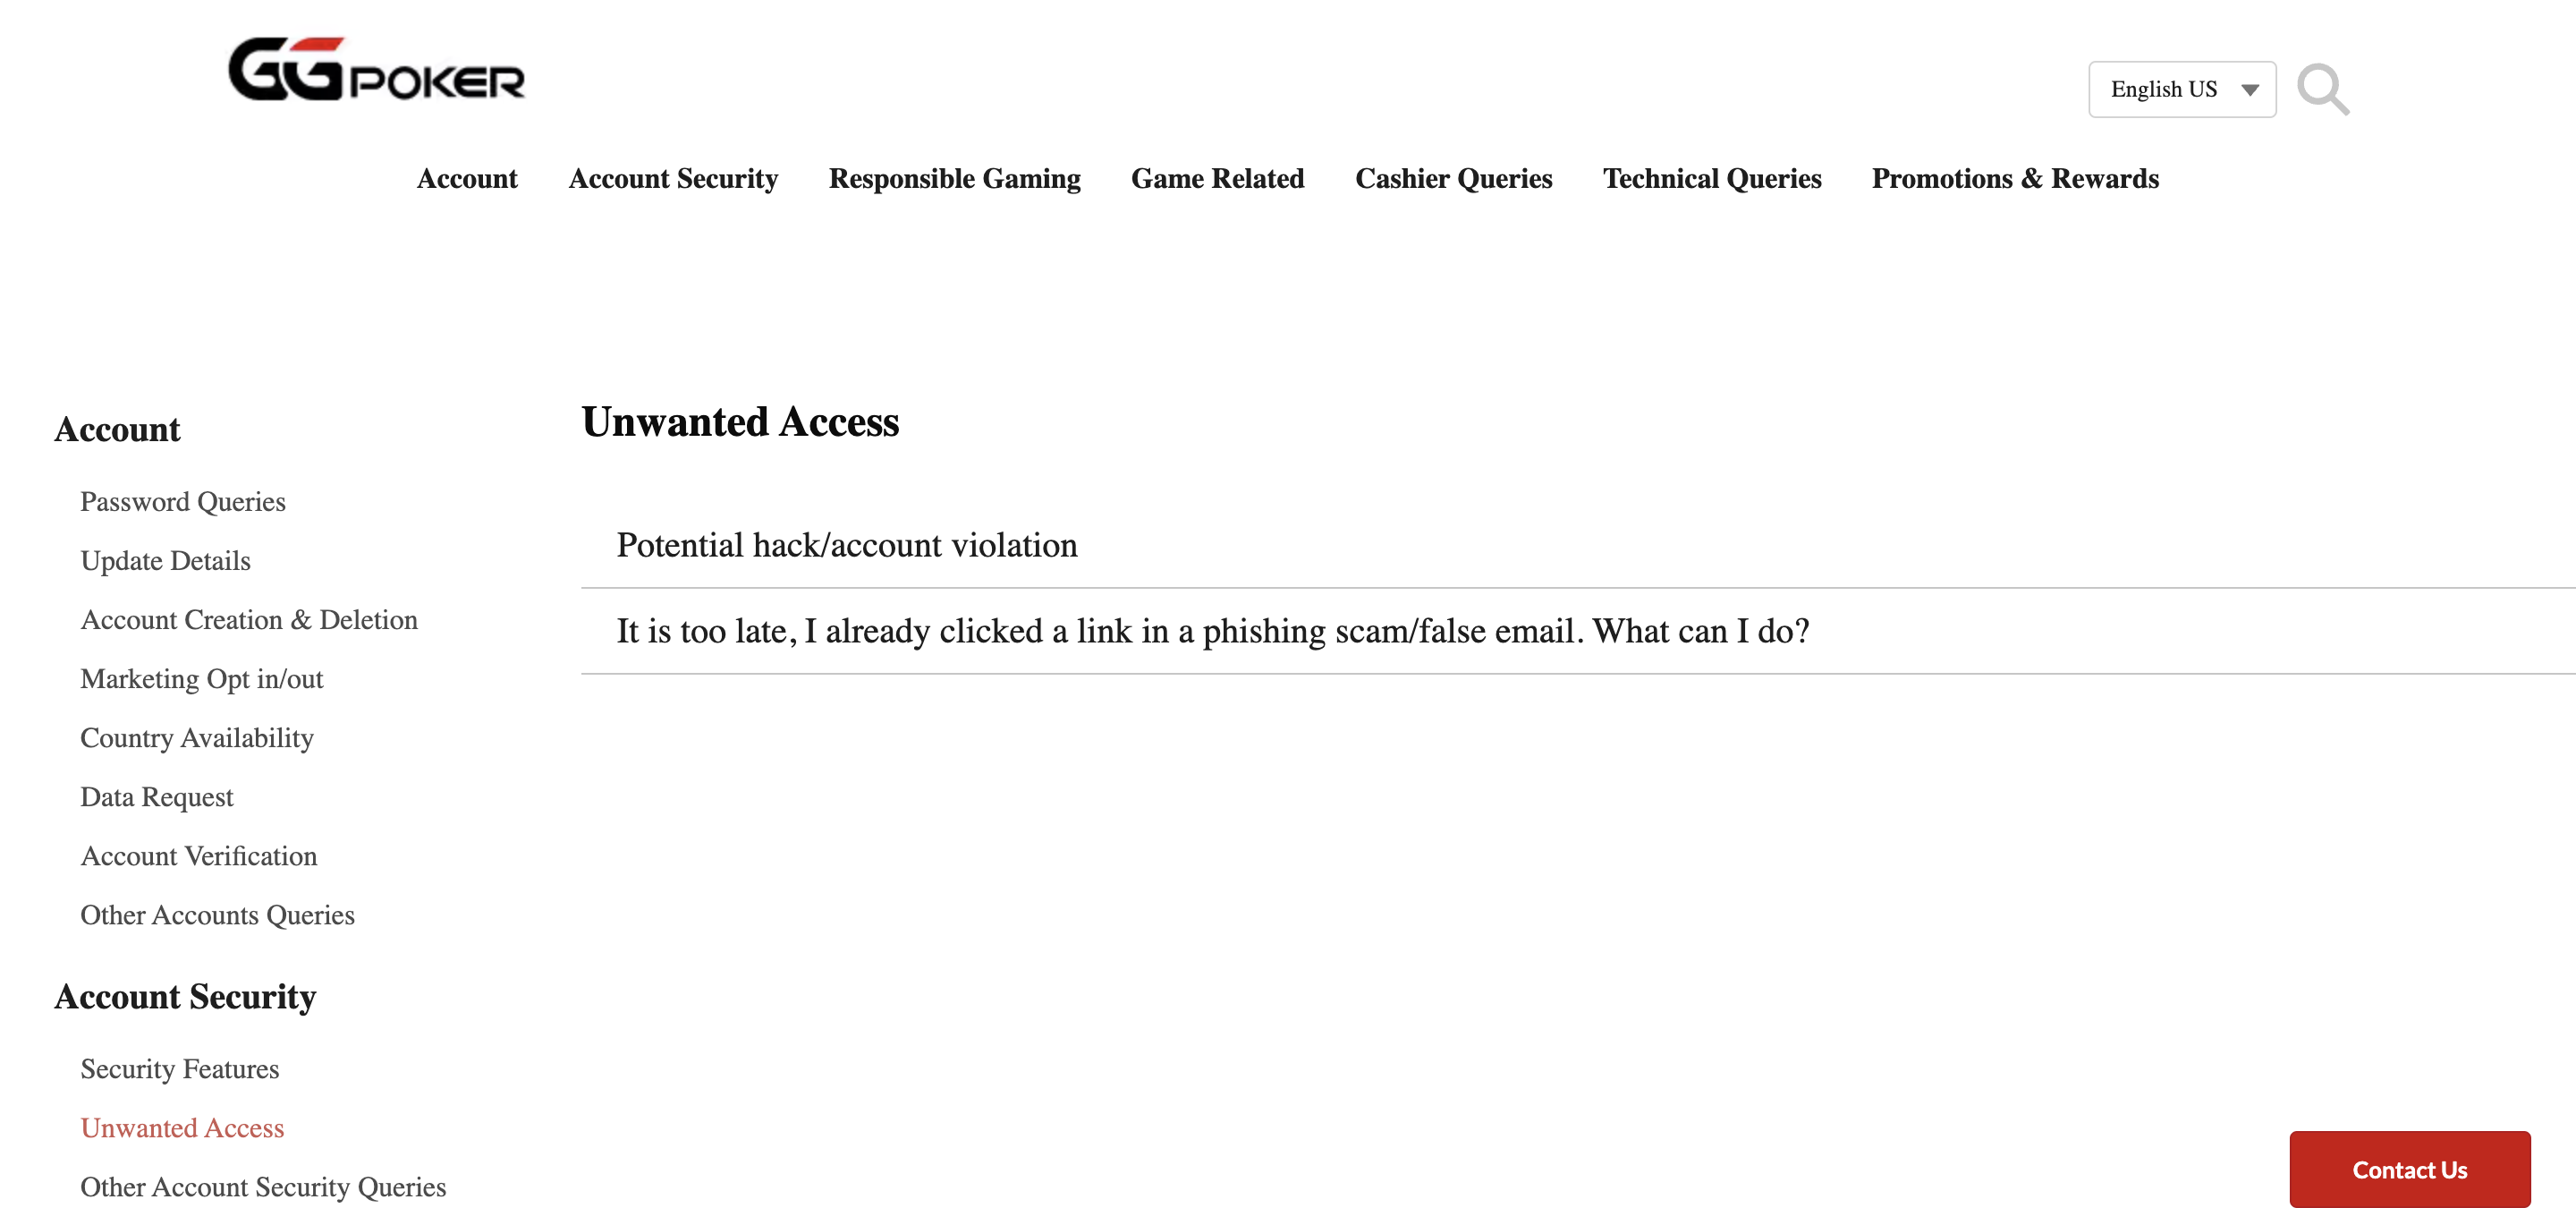 GGPOKER
English US
Account Account Security Responsible Gaming Game Related Cashier Queries Technical Queries Promotions & Rewards
Account
Password Queries
Update Details
Account Creation & Deletion
Marketing Opt in/out
Country Availability
Data Request
Account Verification
Other Accounts Queries
Account Security
Security Features
Unwanted Access
Other Account Security Queries
Unwanted Access
Potential hack/account violation
It is too late, I already clicked a link in a phishing scam/false email. What can I do?
Contact Us